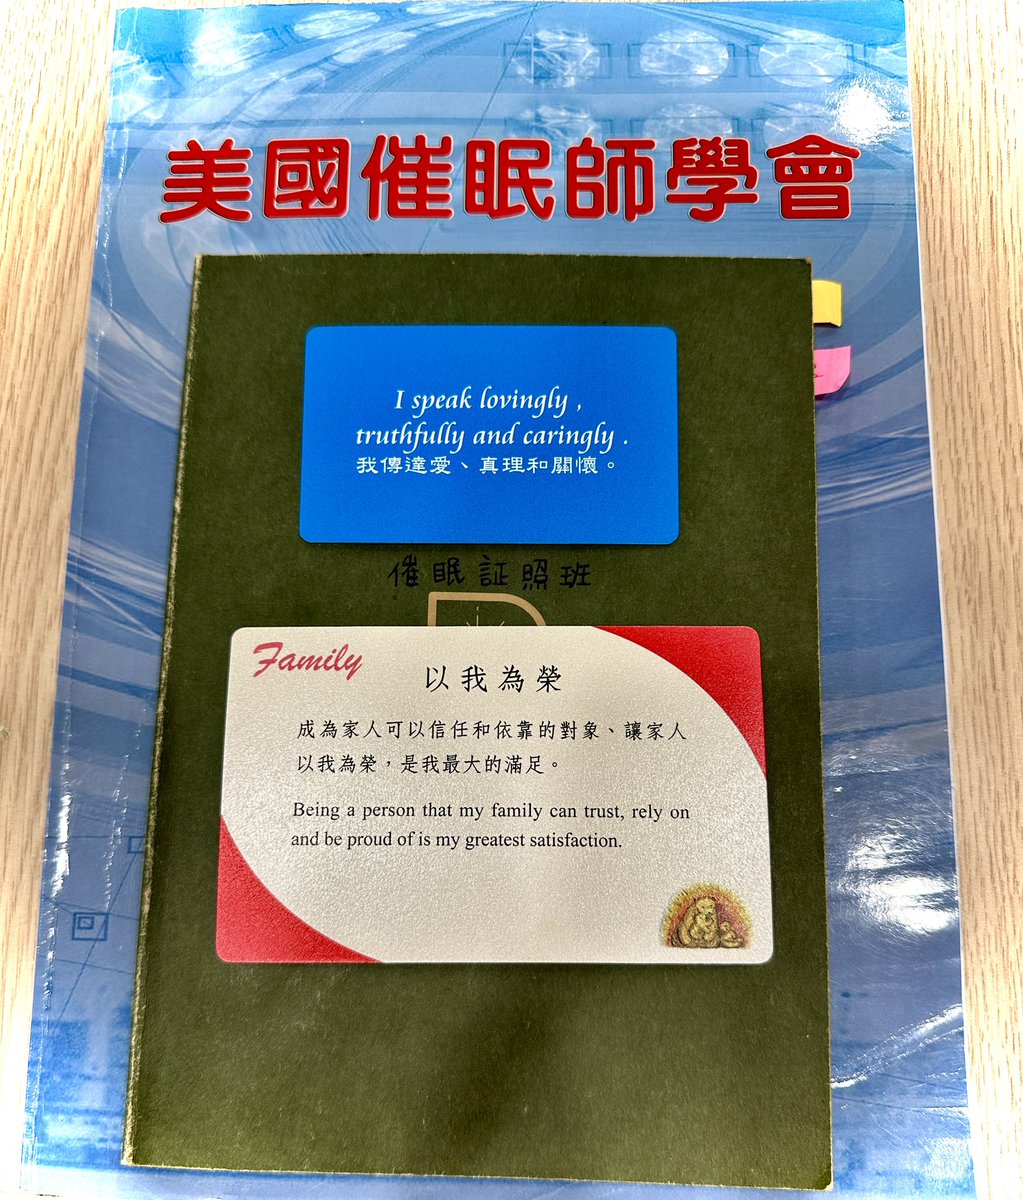 美國催眠師學會
I speak lovingly ,
truthfully and caringly .
我傳達愛、真理和關懷。
催眠証照班
Family
以我為榮
成為家人可以信任和依靠的對象、讓家人
以我為榮，是我最大的滿足。
Being a person that my family can trust, rely on
and be proud of is my greatest satisfaction.